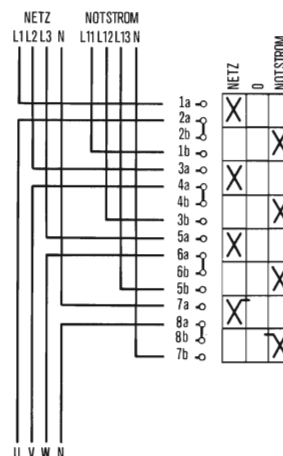 NETZ NOTSTROM
L1 L2 L3 N L11 L12 L13 N
NETZ
0
NOTSTROM
1a
2a
2b
1b
3a
4a
4b
3b
5a
6a
6b
5b
7a
8a
8b
7b
U V W N